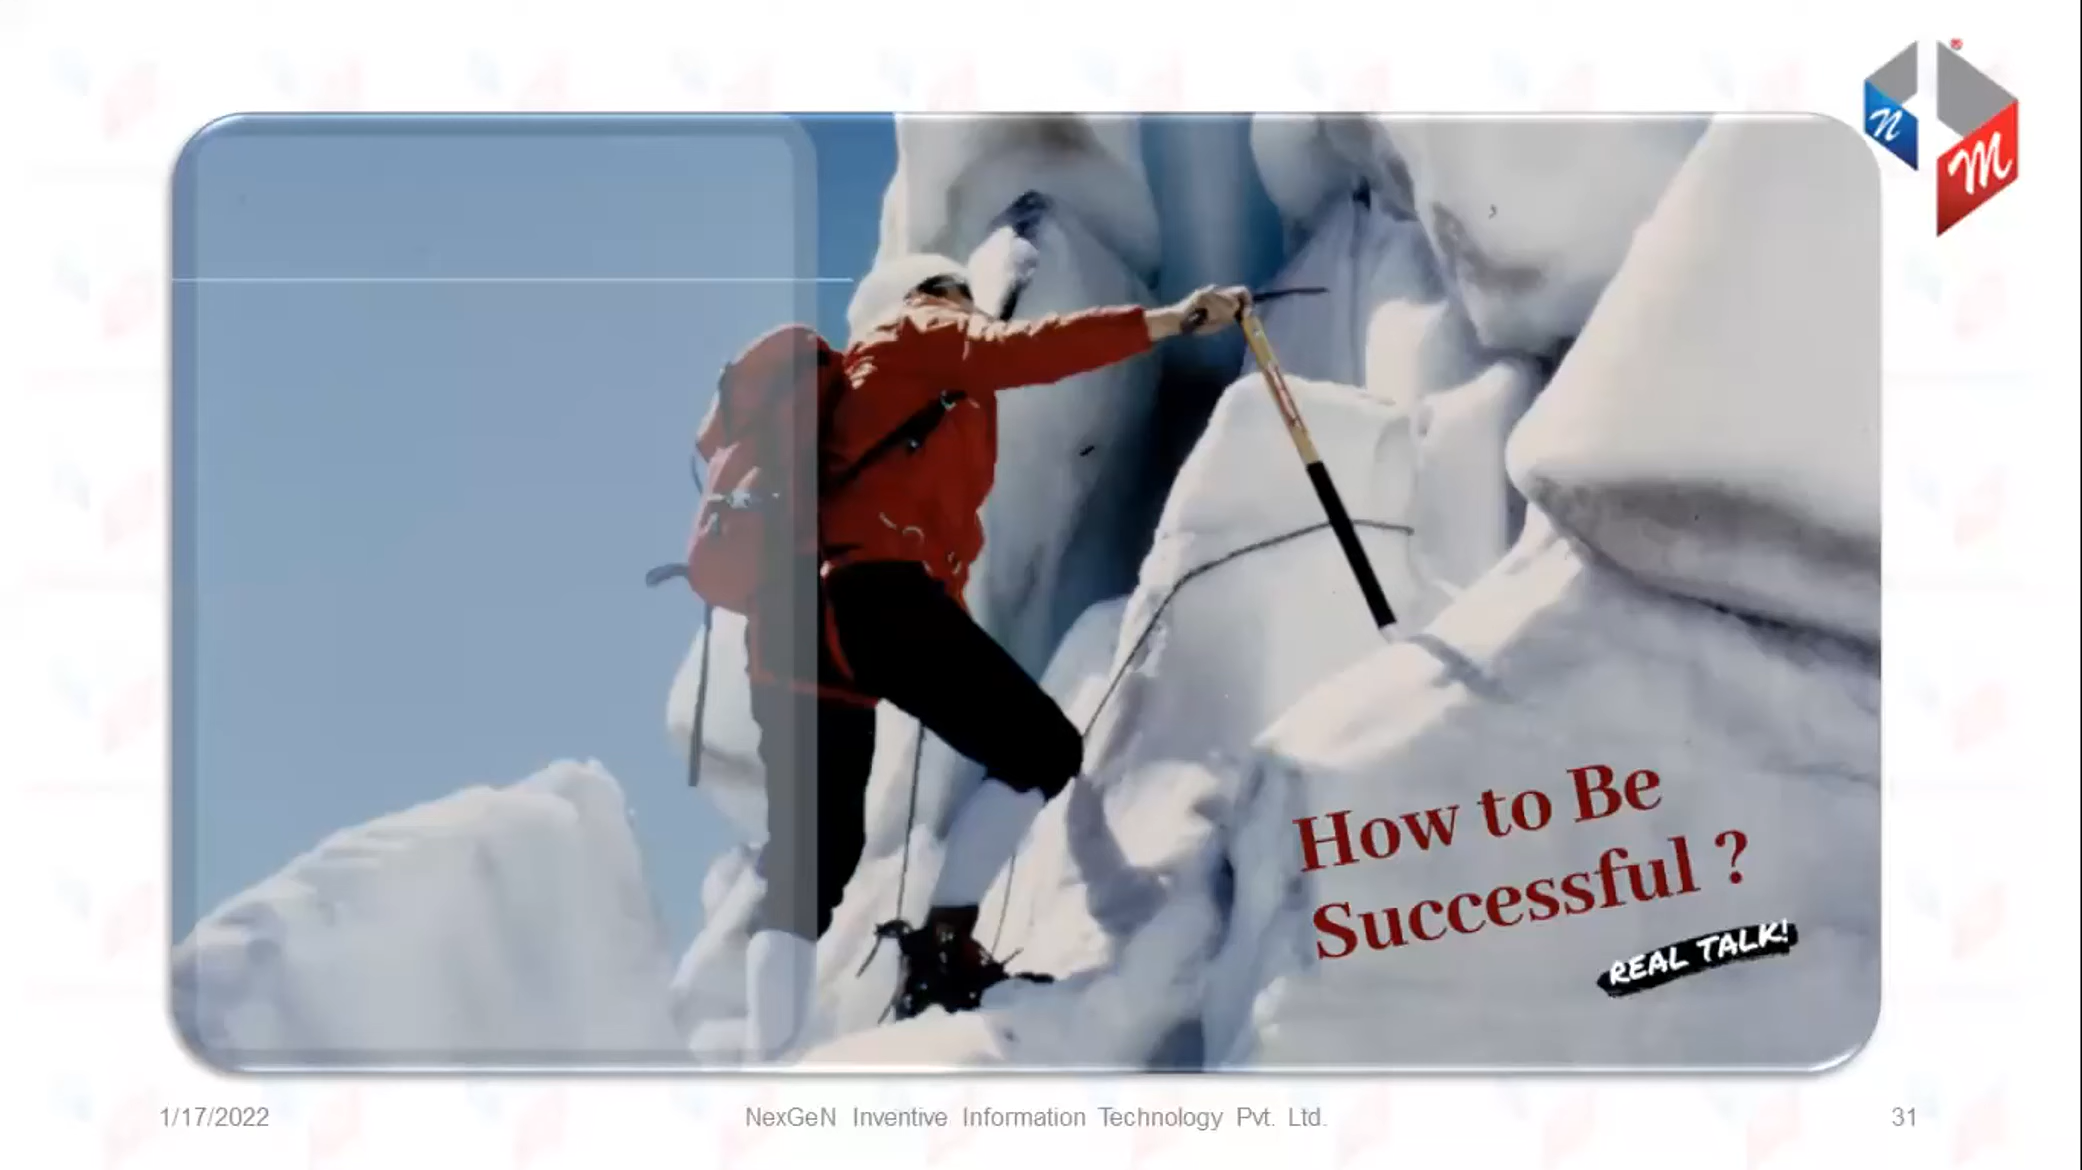 n
M
How to Be
Successful ?
REAL TALK!
1/17/2022
NexGeN Inventive Information Technology Pvt. Ltd.
31